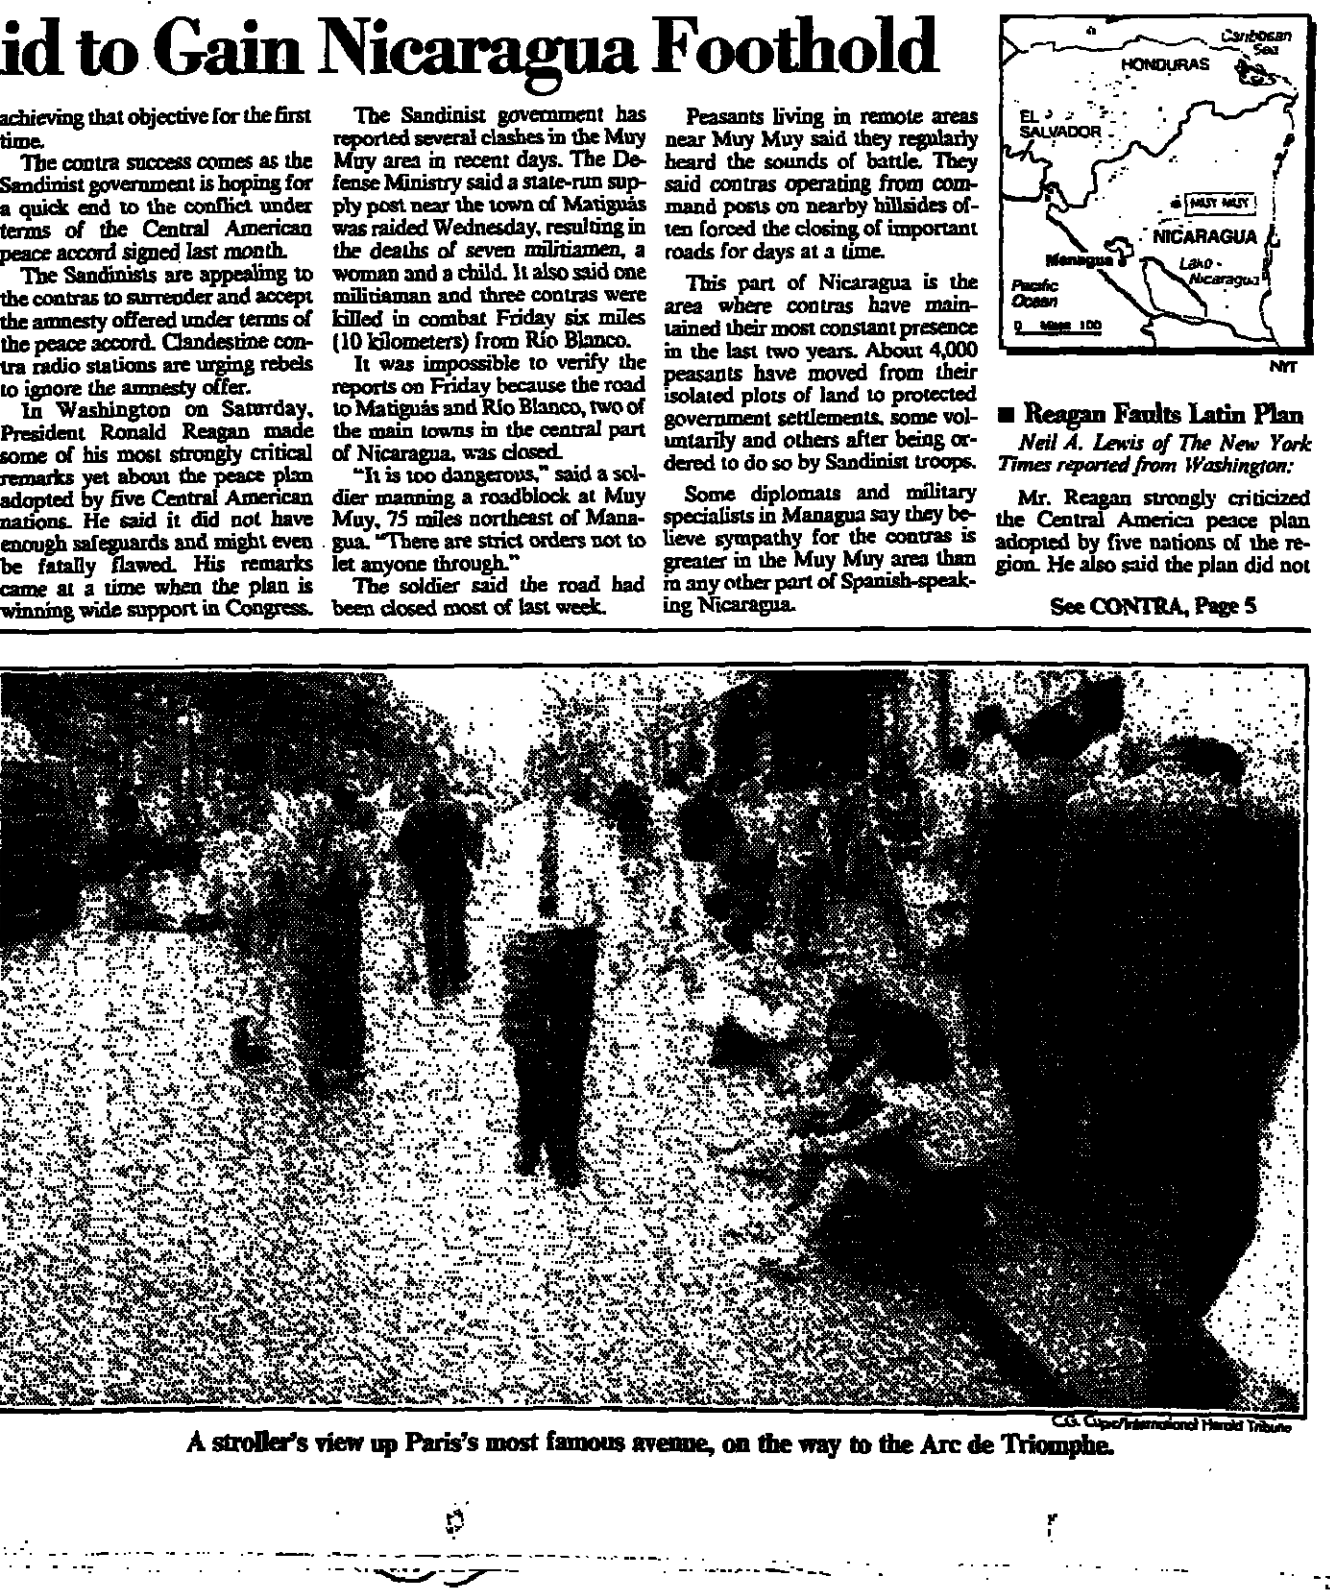 id to Gain Nicaragua Foothold
achieving that objective for the first
time.
The contra success comes as the
Sandinist government is hoping for
a quick end to the conflict under
terms of the Central American
peace accord signed last month.
The Sandinists are appealing to
the contras to surrender and accept
the amnesty offered under terms of
the peace accord. Clandestine con-
tra radio stations are urging rebels
to ignore the amnesty offer.
In Washington on Saturday,
President Ronald Reagan made
some of his most strongly critical
remarks yet about the peace plan
adopted by five Central American
nations. He said it did not have
enough safeguards and might even
be fatally flawed. His remarks
came at a time when the plan is
winning wide support in Congress.
The Sandinist government has
reported several clashes in the Muy
Muy area in recent days. The De-
fense Ministry said a state-run sup-
ply post near the town of Matiguás
was raided Wednesday, resulting in
the deaths of seven militiamen, a
woman and a child. It also said one
militiaman and three contras were
killed in combat Friday six miles
(10 kilometers) from Río Blanco.
It was impossible to verify the
reports on Friday because the road
to Matiguás and Río Blanco, two of
the main towns in the central part
of Nicaragua, was closed.
"It is too dangerous," said a sol-
dier manning a roadblock at Muy
Muy, 75 miles northeast of Mana-
gua. "There are strict orders not to
let anyone through."
The soldier said the road had
been closed most of last week.
Peasants living in remote areas
near Muy Muy said they regularly
heard the sounds of battle. They
said contras operating from com-
mand posts on nearby hillsides of-
ten forced the closing of important
roads for days at a time.
This part of Nicaragua is the
area where contras have main-
tained their most constant presence
in the last two years. About 4,000
peasants have moved from their
isolated plots of land to protected
government settlements, some vol-
untarily and others after being or-
dered to do so by Sandinist troops.
Some diplomats and military
specialists in Managua say they be-
lieve sympathy for the contras is
greater in the Muy Muy area than
in any other part of Spanish-speak-
ing Nicaragua.
Caribbean
Sea
HONDURAS
EL
SALVADOR
MUY MUY
NICARAGUA
Managua
Lake
Nicaragua
Pacific
Ocean
0 Miles 100
NYT
■ Reagan Faults Latin Plan
Neil A. Lewis of The New York
Times reported from Washington:
Mr. Reagan strongly criticized
the Central America peace plan
adopted by five nations of the re-
gion. He also said the plan did not
See CONTRA, Page 5
C.G. /International Herald Tribune
A stroller's view up Paris's most famous avenue, on the way to the Arc de Triomphe.